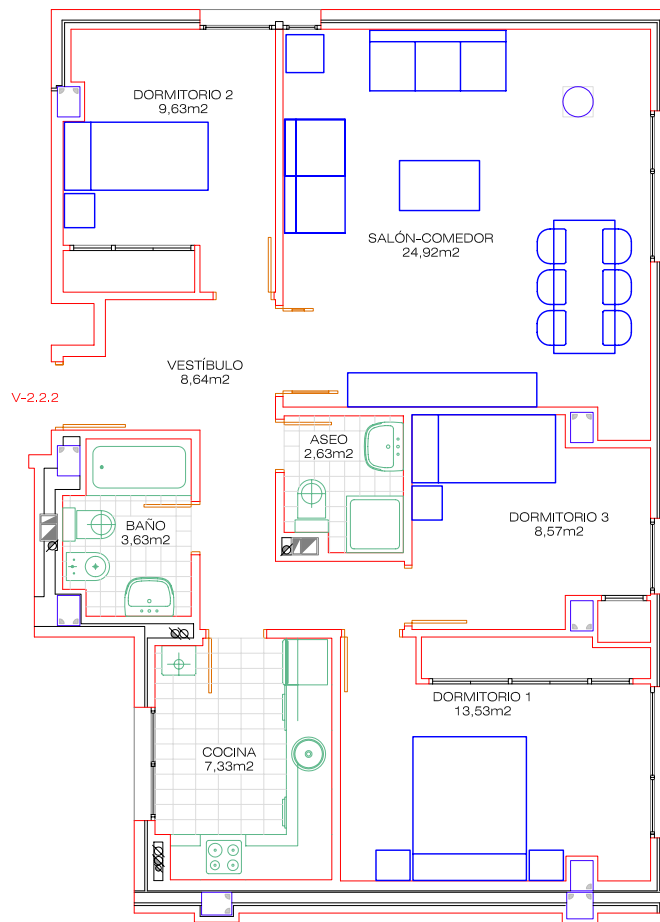 DORMITORIO 2
9,63m2
SALÓN-COMEDOR
24,92m2
VESTÍBULO
8,64m2
V-2.2.2
ASEO
2,63m2
BAÑO
3,63m2
DORMITORIO 3
8,57m2
DORMITORIO 1
13,53m2
COCINA
7,33m2